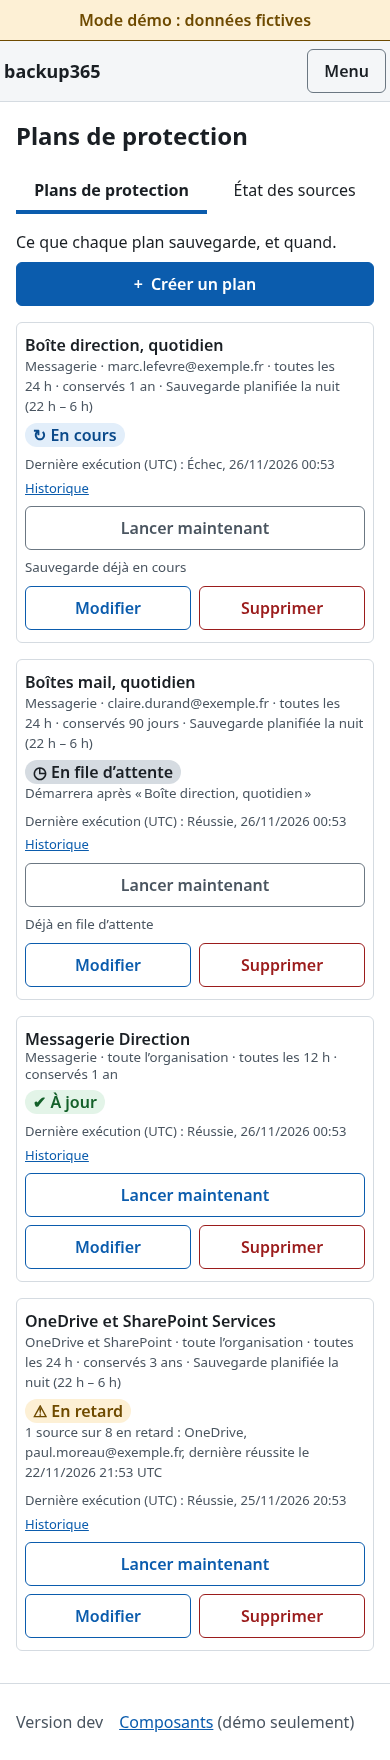 Mode démo : données fictives
backup365
Menu
Plans de protection
Plans de protection
État des sources
Ce que chaque plan sauvegarde, et quand.
+ Créer un plan
Boîte direction, quotidien
Messagerie · marc.lefevre@exemple.fr · toutes les
24 h · conservés 1 an · Sauvegarde planifiée la nuit
(22 h – 6 h)
↻ En cours
Dernière exécution (UTC) : Échec, 26/11/2026 00:53
Historique
Lancer maintenant
Sauvegarde déjà en cours
Modifier
Supprimer
Boîtes mail, quotidien
Messagerie · claire.durand@exemple.fr · toutes les
24 h · conservés 90 jours · Sauvegarde planifiée la nuit
(22 h – 6 h)
◷ En file d’attente
Démarrera après « Boîte direction, quotidien »
Dernière exécution (UTC) : Réussie, 26/11/2026 00:53
Historique
Lancer maintenant
Déjà en file d’attente
Modifier
Supprimer
Messagerie Direction
Messagerie · toute l’organisation · toutes les 12 h ·
conservés 1 an
✔ À jour
Dernière exécution (UTC) : Réussie, 26/11/2026 00:53
Historique
Lancer maintenant
Modifier
Supprimer
OneDrive et SharePoint Services
OneDrive et SharePoint · toute l’organisation · toutes
les 24 h · conservés 3 ans · Sauvegarde planifiée la
nuit (22 h – 6 h)
⚠ En retard
1 source sur 8 en retard : OneDrive,
paul.moreau@exemple.fr, dernière réussite le
22/11/2026 21:53 UTC
Dernière exécution (UTC) : Réussie, 25/11/2026 20:53
Historique
Lancer maintenant
Modifier
Supprimer
Version dev
Composants (démo seulement)